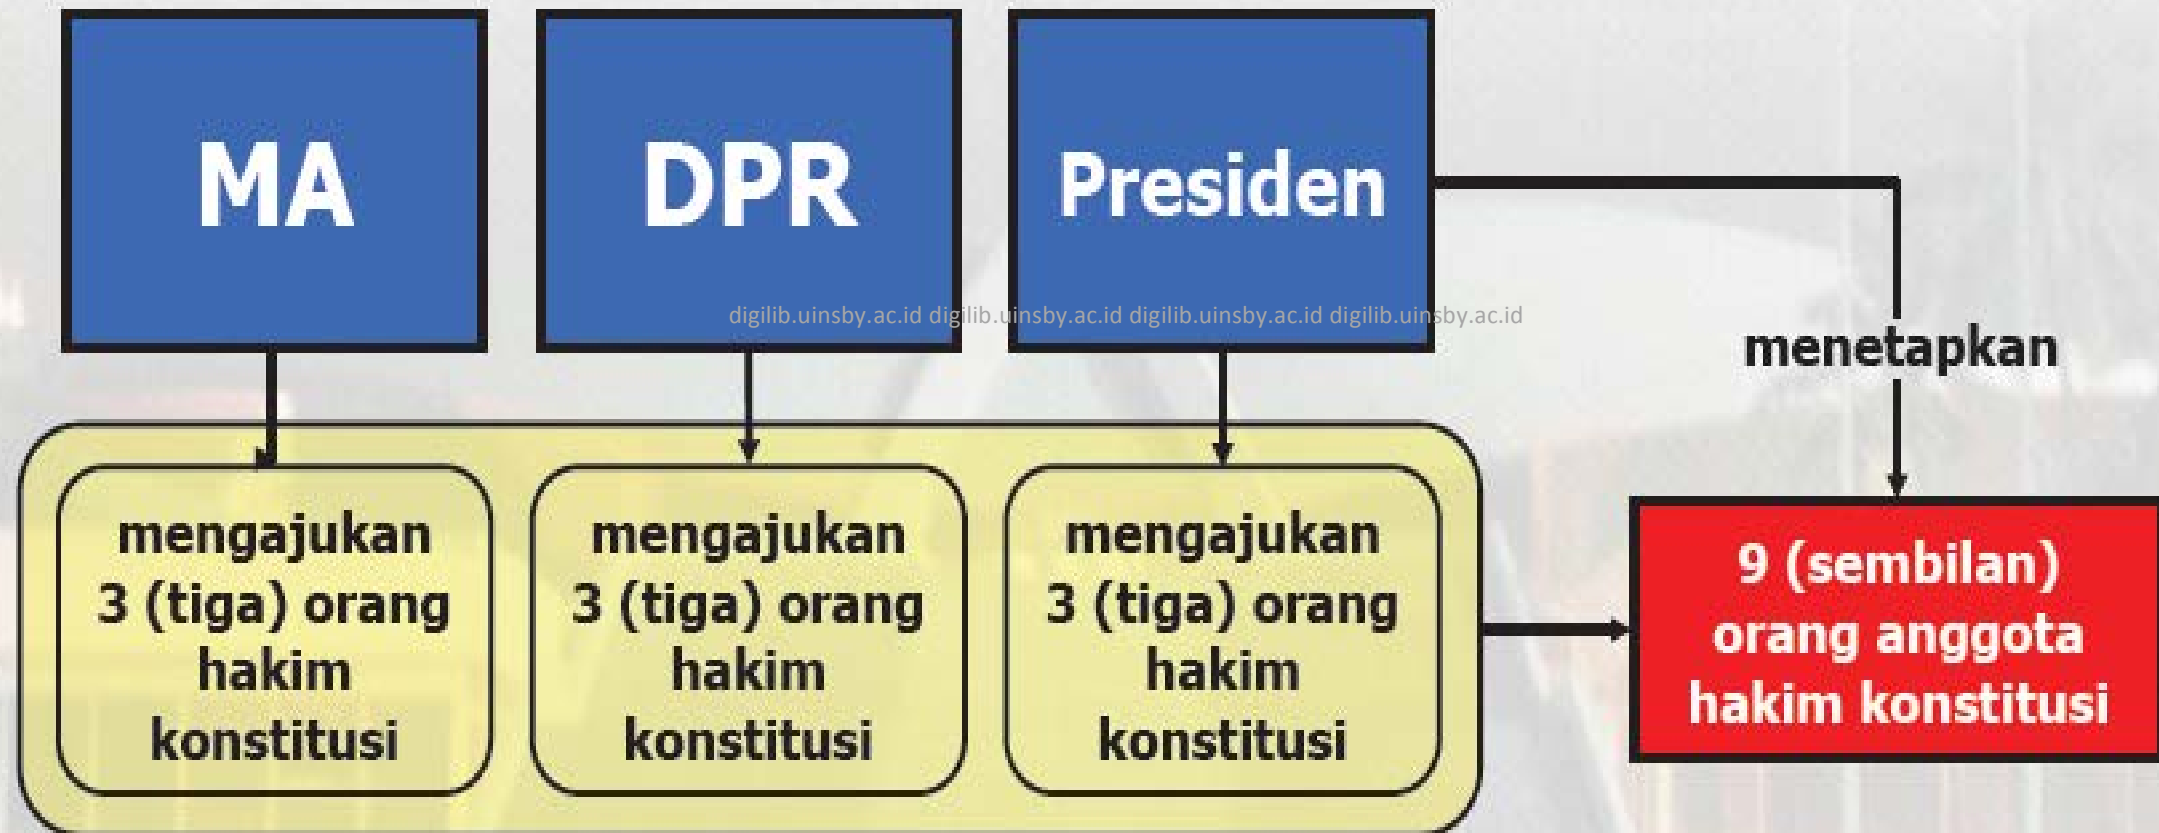 MA
DPR
Presiden
digilib.uinsby.ac.id digilib.uinsby.ac.id digilib.uinsby.ac.id digilib.uinsby.ac.id
menetapkan
mengajukan
3 (tiga) orang
hakim
konstitusi
mengajukan
3 (tiga) orang
hakim
konstitusi
mengajukan
3 (tiga) orang
hakim
konstitusi
9 (sembilan)
orang anggota
hakim konstitusi